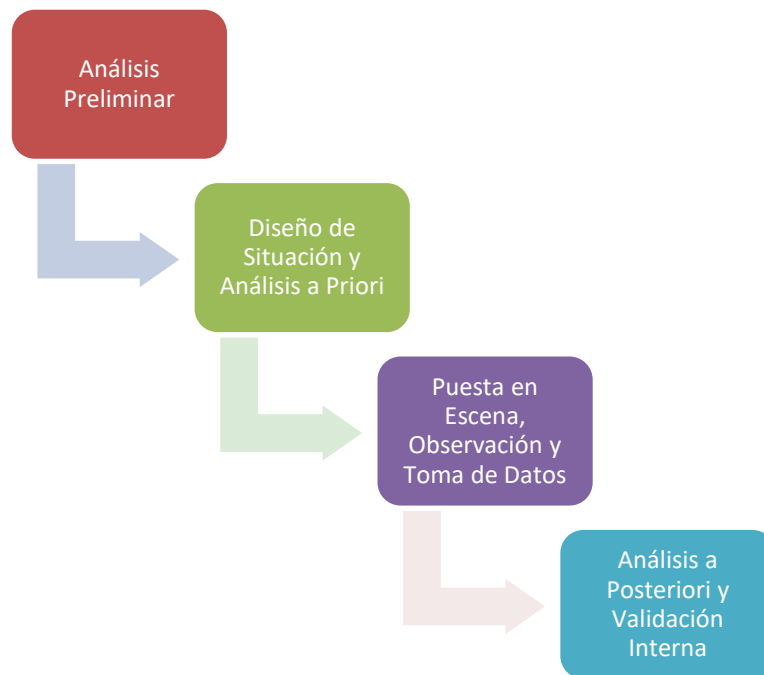 Análisis
Preliminar
Diseño de
Situación y
Análisis a Priori
Puesta en
Escena,
Observación y
Toma de Datos
Análisis a
Posteriori y
Validación
Interna